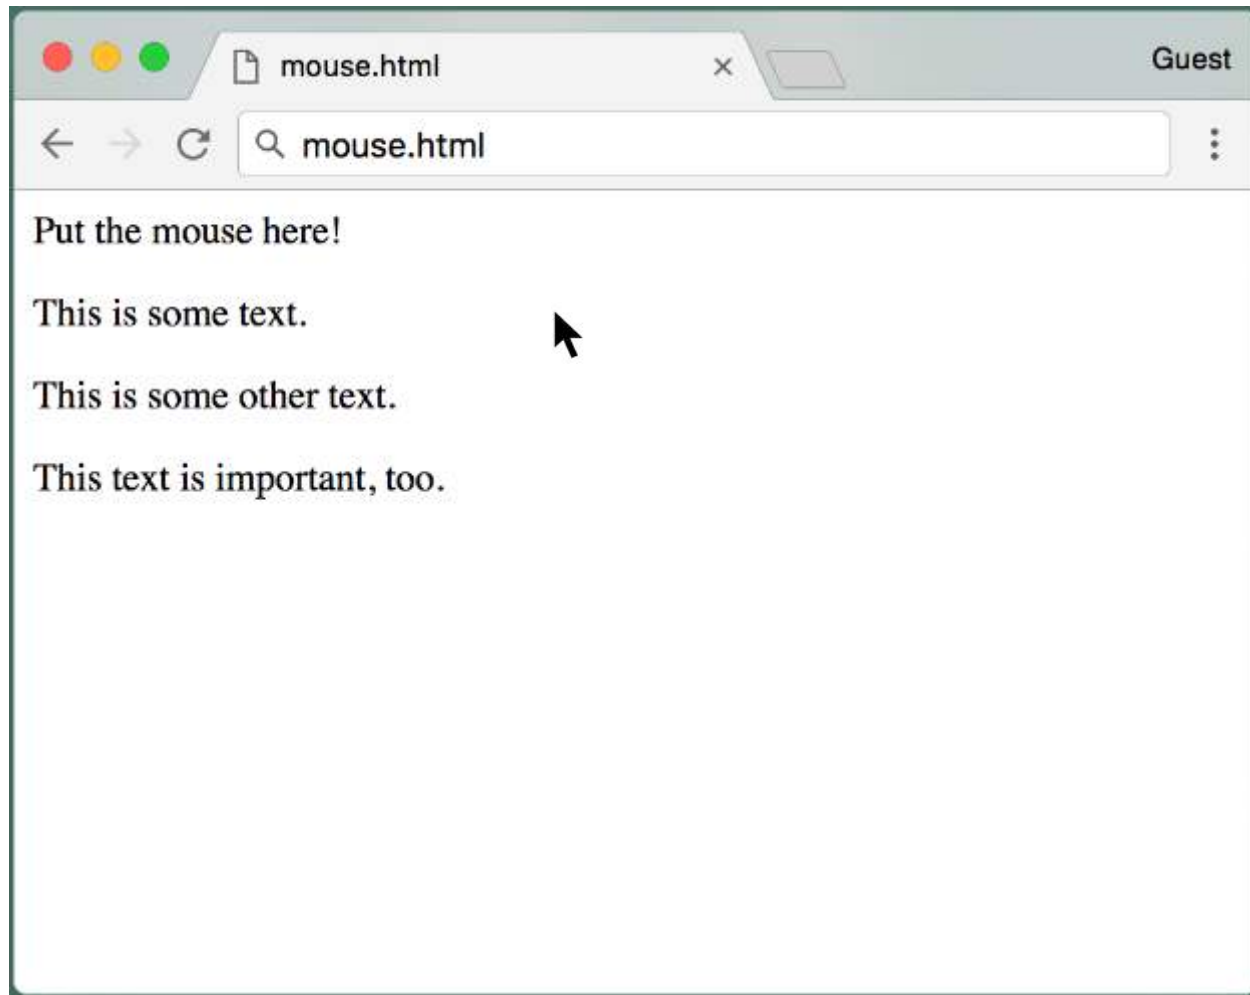 mouse.html
Guest
mouse.html
Put the mouse here!
This is some text.
This is some other text.
This text is important, too.